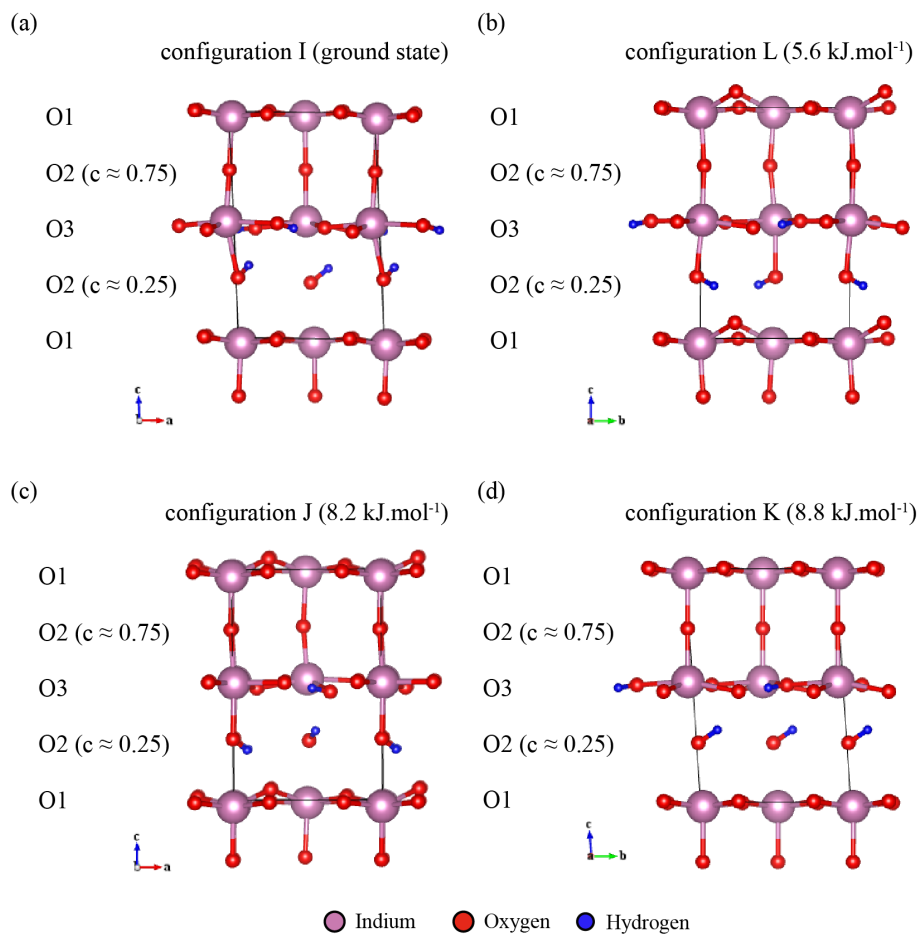 (a)
configuration I (ground state)
O1
O2 (c ≈ 0.75)
O3
O2 (c ≈ 0.25)
O1
c
a
(b)
configuration L (5.6 kJ.mol⁻¹)
O1
O2 (c ≈ 0.75)
O3
O2 (c ≈ 0.25)
O1
c
a
b
(c)
configuration J (8.2 kJ.mol⁻¹)
O1
O2 (c ≈ 0.75)
O3
O2 (c ≈ 0.25)
O1
c
a
(d)
configuration K (8.8 kJ.mol⁻¹)
O1
O2 (c ≈ 0.75)
O3
O2 (c ≈ 0.25)
O1
c
a
b
Indium Oxygen Hydrogen